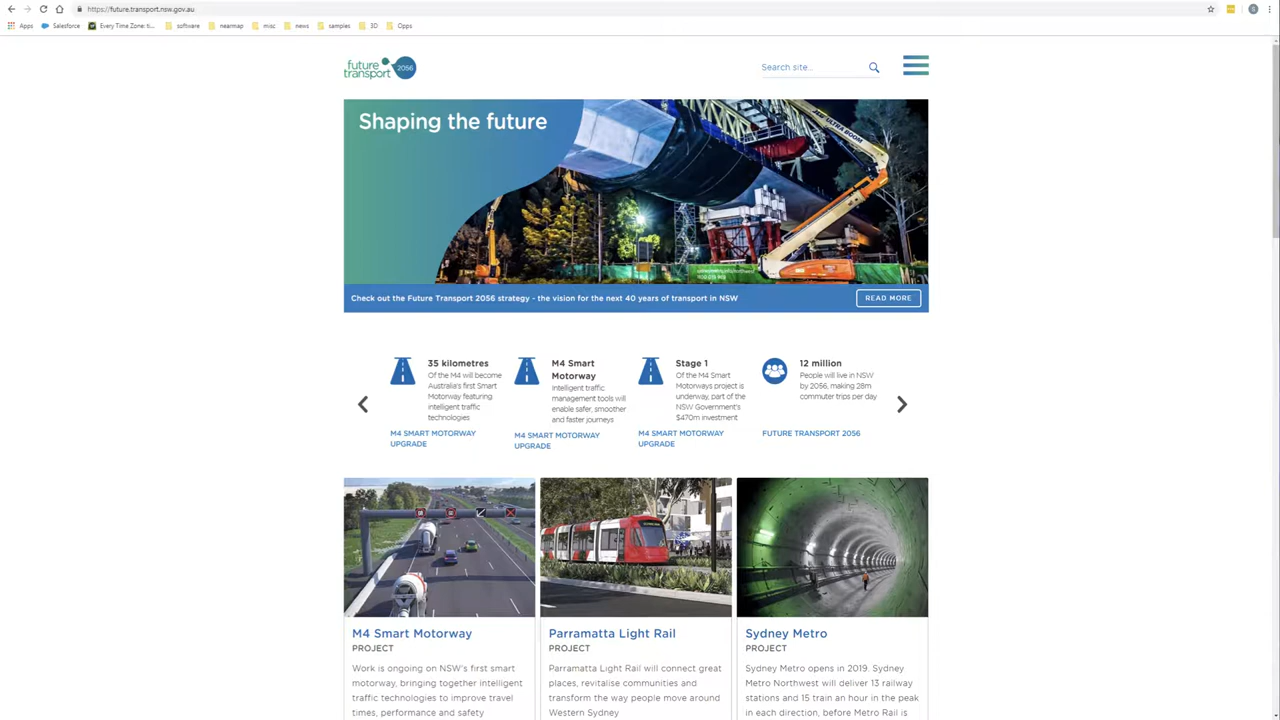 https://future.transport.nsw.gov.au
Apps
Salesforce
Every Time Zone: ti...
software
nearmap
misc
news
samples
3D
Opps
future
transport
2056
Search site...
Shaping the future
ULTRA BOOM
Check out the Future Transport 2056 strategy - the vision for the next 40 years of transport in NSW
READ MORE
35 kilometres
Of the M4 will become
Australia's first Smart
Motorway featuring
intelligent traffic
technologies
M4 SMART MOTORWAY
UPGRADE
M4 Smart
Motorway
Intelligent traffic
management tools will
enable safer, smoother
and faster journeys
M4 SMART MOTORWAY
UPGRADE
Stage 1
Of the M4 Smart
Motorways project is
underway, part of the
NSW Government's
$470m investment
M4 SMART MOTORWAY
UPGRADE
12 million
People will live in NSW
by 2056, making 28m
commuter trips per day
FUTURE TRANSPORT 2056
M4 Smart Motorway
PROJECT
Work is ongoing on NSW's first smart
motorway, bringing together intelligent
traffic technologies to improve travel
times, performance and safety
Parramatta Light Rail
PROJECT
Parramatta Light Rail will connect great
places, revitalise communities and
transform the way people move around
Western Sydney
Sydney Metro
PROJECT
Sydney Metro opens in 2019. Sydney
Metro Northwest will deliver 13 railway
stations and 15 train an hour in the peak
in each direction, before Metro Rail is